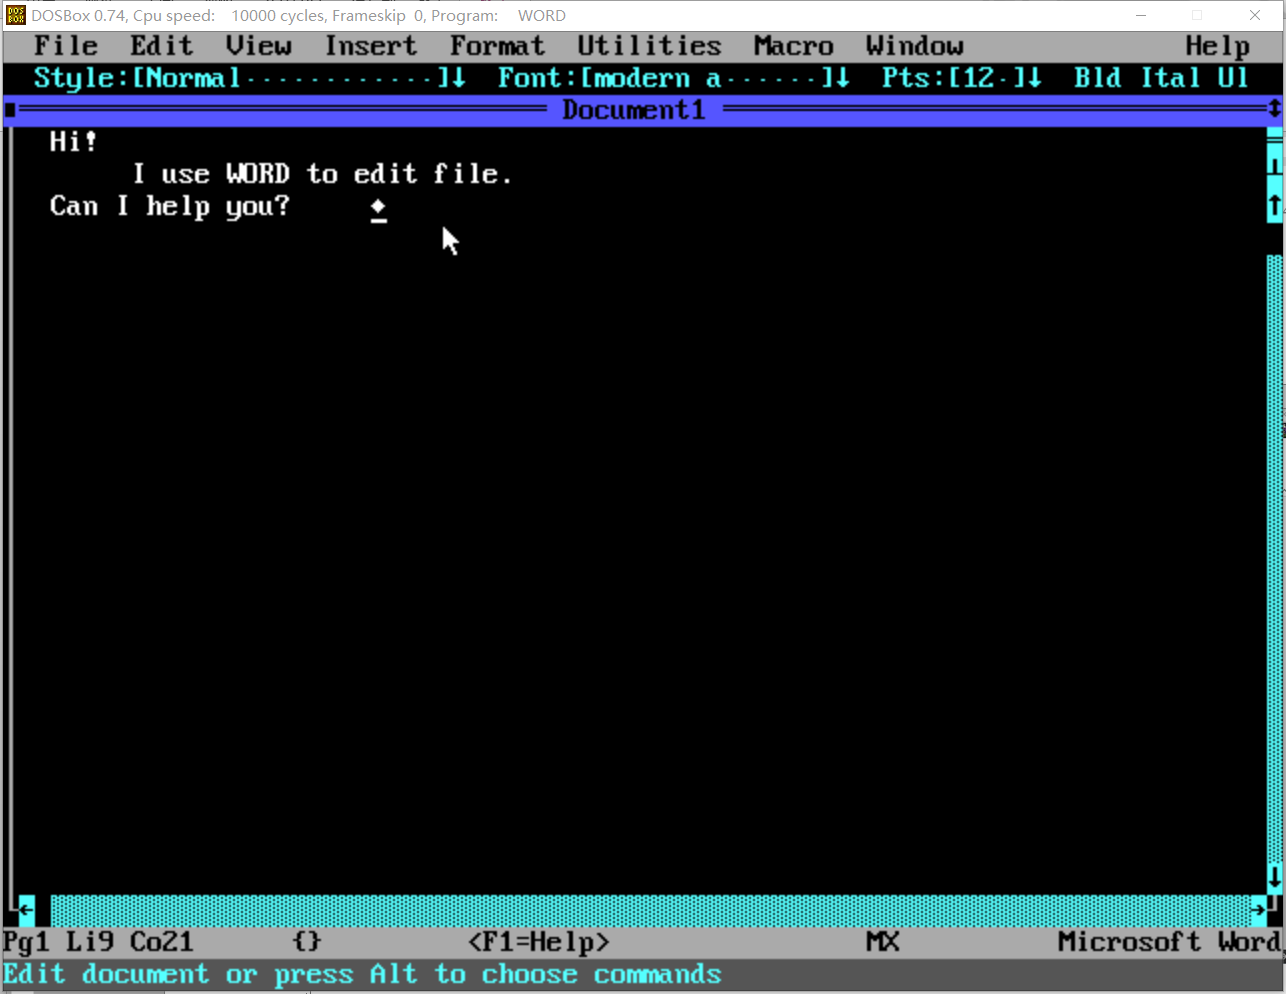 DOSBox 0.74, Cpu speed: 10000 cycles, Frameskip 0, Program: WORD
File Edit View Insert Format Utilities Macro Window Help
Style:[Normal············]↓ Font:[modern a······]↓ Pts:[12·]↓ Bld Ital Ul
Document1
Hi!
I use WORD to edit file.
Can I help you?
Pg1 Li9 Co21 {} <F1=Help> MX Microsoft Word
Edit document or press Alt to choose commands